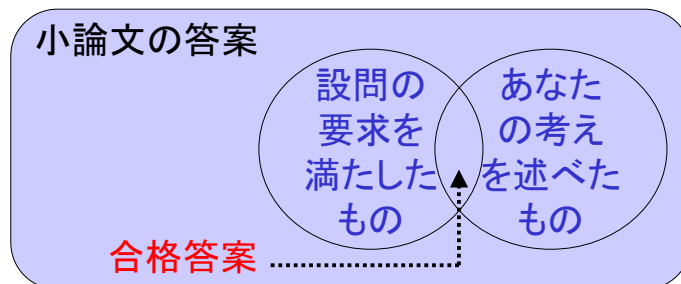 小論文の答案
設問の
要求を
満たした
もの
あなた
の考え
を述べた
もの
合格答案